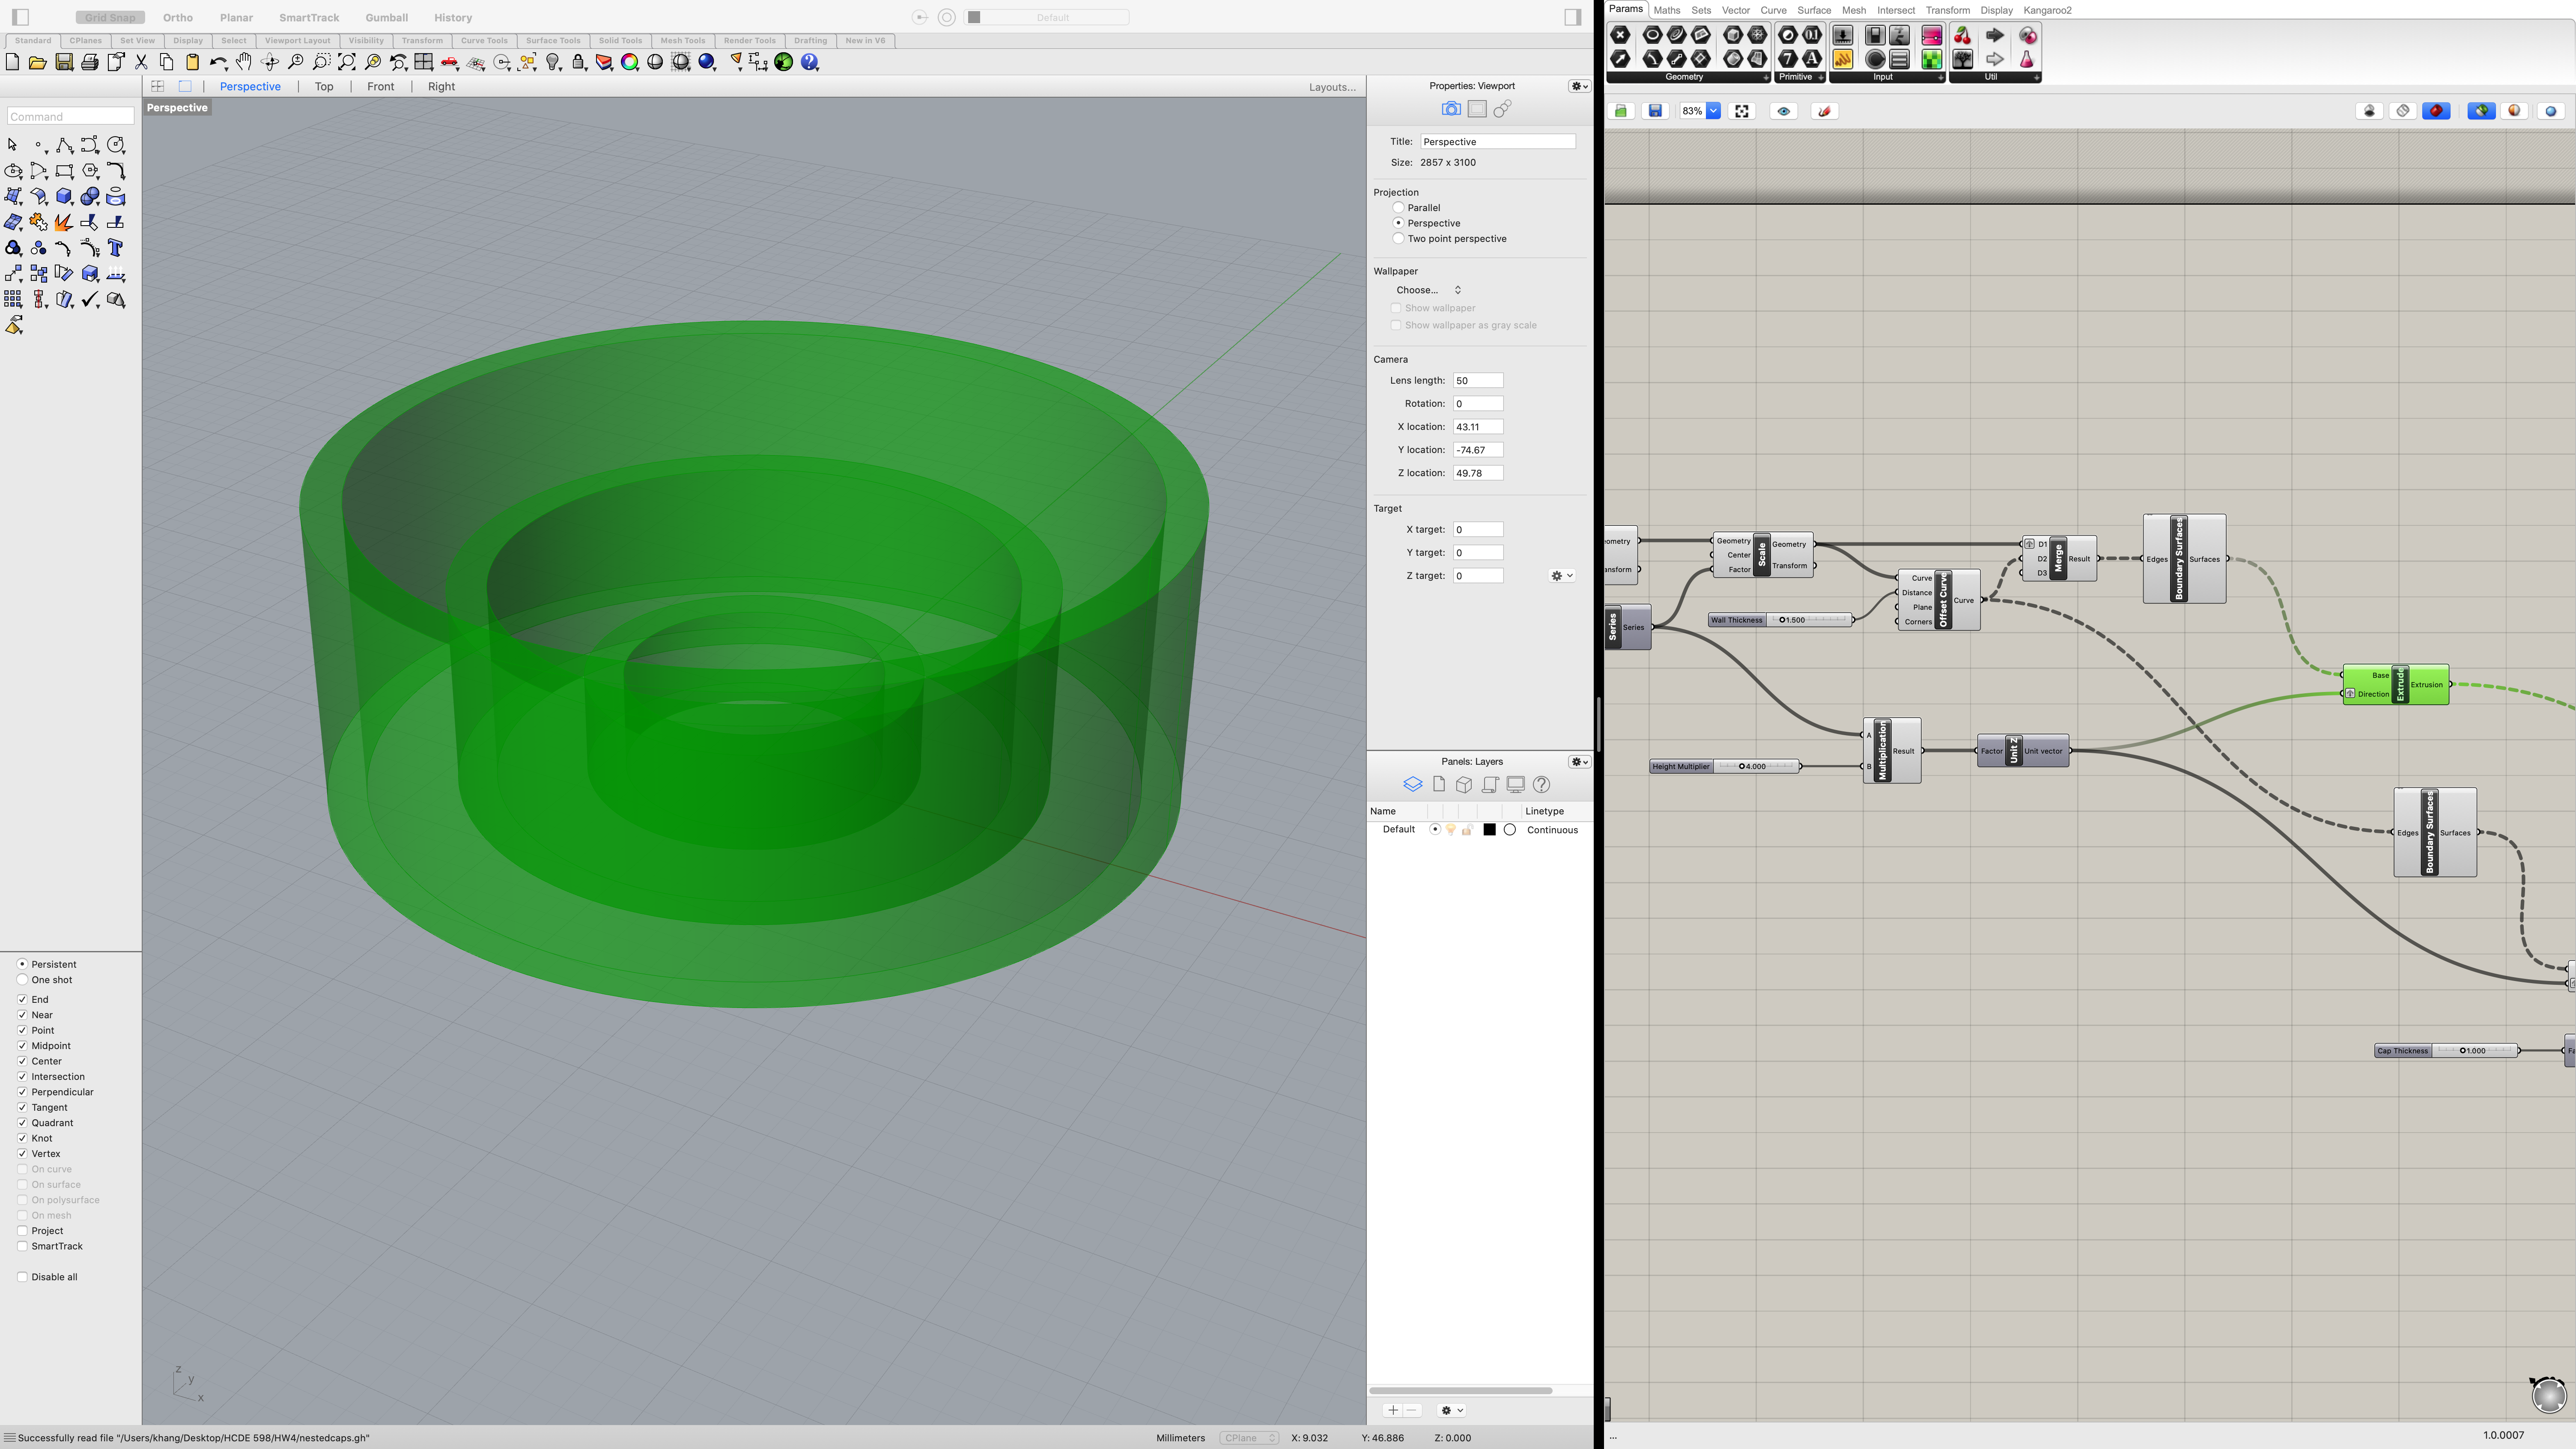 Grid Snap Ortho Planar SmartTrack Gumball History Default
Standard CPlanes Set View Display Select Viewport Layout Visibility Transform Curve Tools Surface Tools Solid Tools Mesh Tools Render Tools Drafting New in V6
Perspective Top Front Right Layouts...
Perspective
Command
Persistent
One shot
End
Near
Point
Midpoint
Center
Intersection
Perpendicular
Tangent
Quadrant
Knot
Vertex
On curve
On surface
On polysurface
On mesh
Project
SmartTrack
Disable all
z
y
x
Properties: Viewport
Title: Perspective
Size: 2857 x 3100
Projection
Parallel
Perspective
Two point perspective
Wallpaper
Choose...
Show wallpaper
Show wallpaper as gray scale
Camera
Lens length: 50
Rotation: 0
X location: 43.11
Y location: -74.67
Z location: 49.78
Target
X target: 0
Y target: 0
Z target: 0
Panels: Layers
Name Linetype
Default Continuous
Successfully read file "/Users/khang/Desktop/HCDE 598/HW4/nestedcaps.gh"
Millimeters CPlane X: 9.032 Y: 46.886 Z: 0.000
Params Maths Sets Vector Curve Surface Mesh Intersect Transform Display Kangaroo2
Geometry Primitive Input Util
83%
ometry
ansform
Series Series
Geometry
Center
Factor
Scale
Geometry
Transform
Wall Thickness 1.500
Curve
Distance
Plane
Corners
Offset Curve
Curve
D1
D2
D3
Merge
Result
Edges Boundary Surfaces Surfaces
Base
Direction
Extrude
Extrusion
Height Multiplier 4.000
A
B
Multiplication
Result
Factor Unit Z Unit vector
Edges Boundary Surfaces Surfaces
Cap Thickness 1.000
Fa
...
1.0.0007